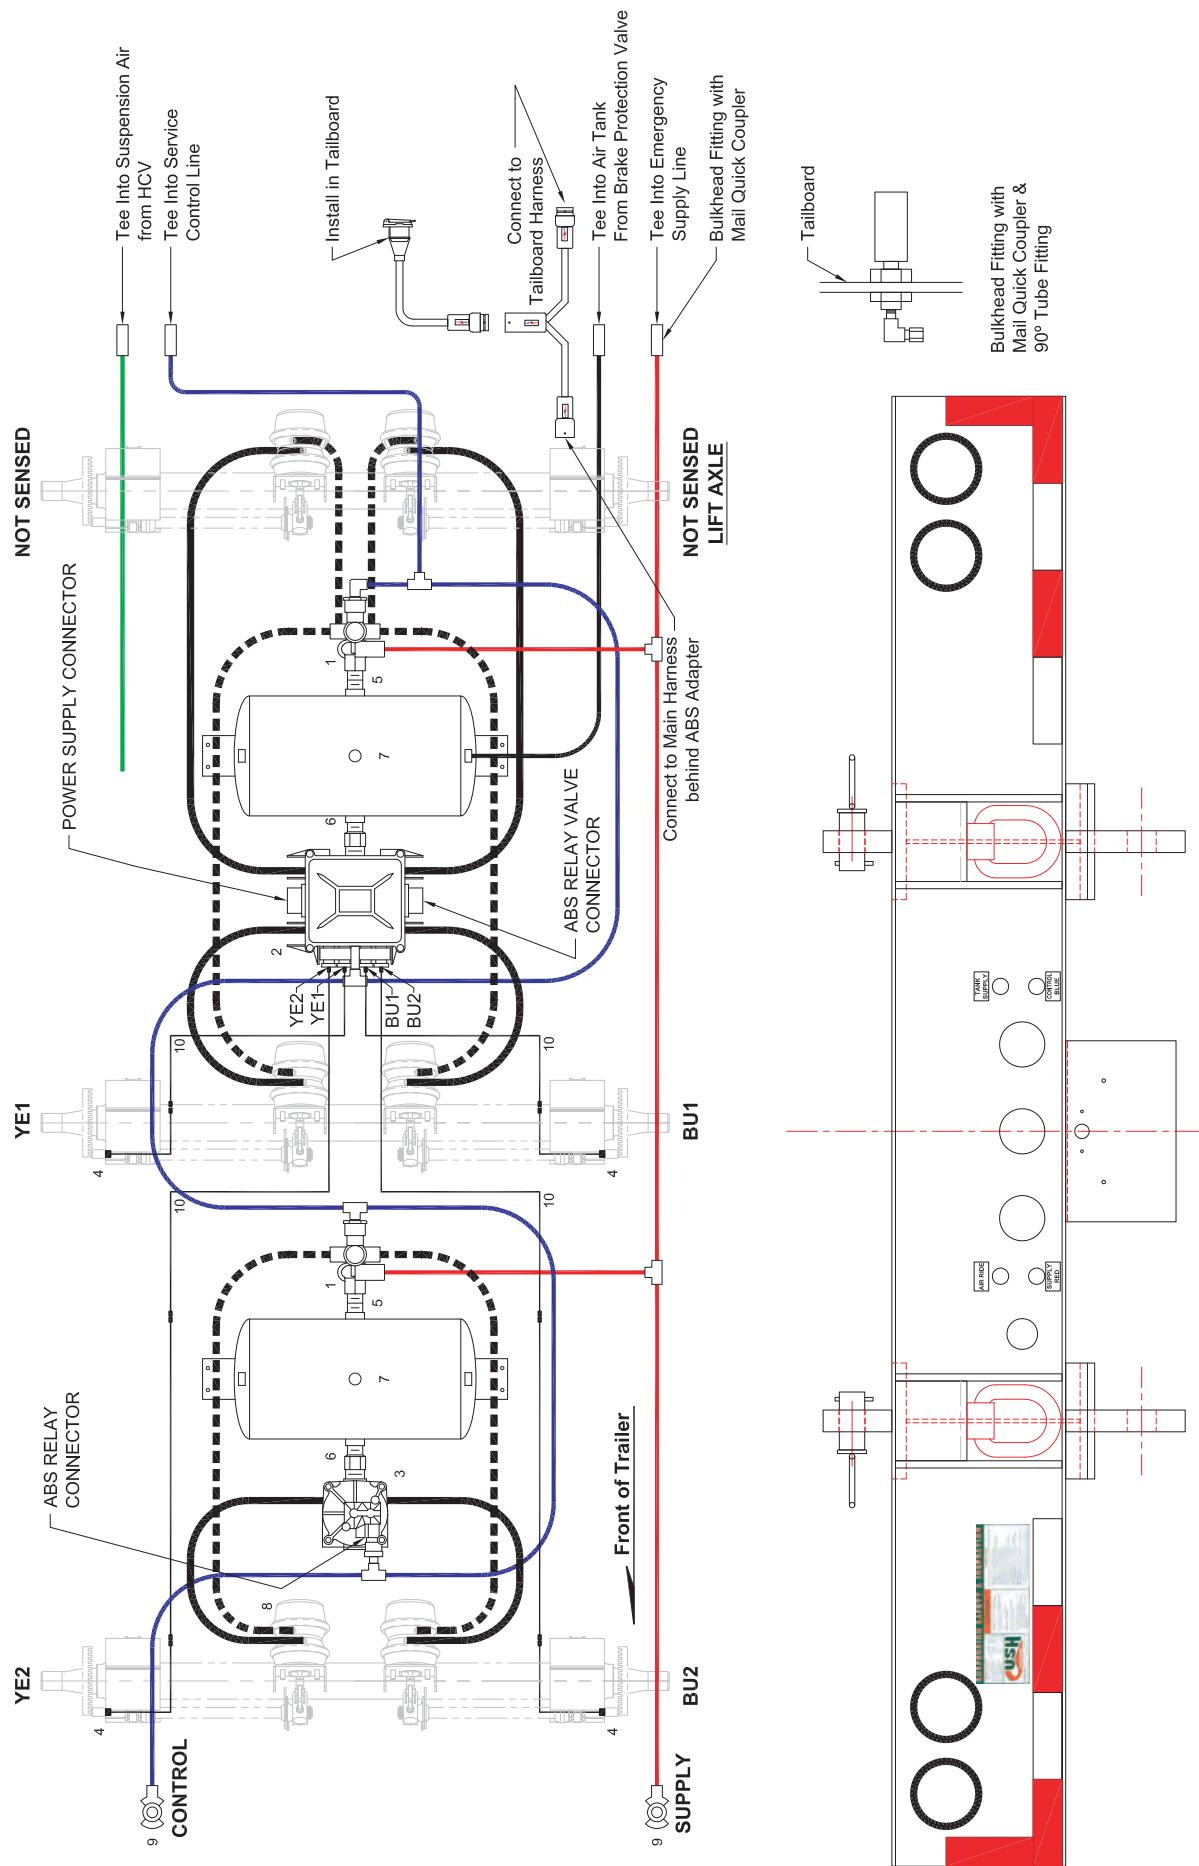 Tee Into Suspension Air
from HCV
Tee Into Service
Control Line
Install in Tailboard
Connect to
Tailboard Harness
Tee Into Air Tank
From Brake Protection Valve
Tee Into Emergency
Supply Line
Bulkhead Fitting with
Mail Quick Coupler
Tailboard
Bulkhead Fitting with
Mail Quick Coupler &
90º Tube Fitting
NOT SENSED
NOT SENSED
LIFT AXLE
POWER SUPPLY CONNECTOR
Connect to Main Harness
behind ABS Adapter
ABS RELAY VALVE
CONNECTOR
1
5
7
6
2
YE2
YE1
BU1
BU2
10
10
YE1
BU1
4
4
10
10
1
5
7
6
3
ABS RELAY
CONNECTOR
Front of Trailer
8
YE2
BU2
4
4
CONTROL
9
SUPPLY
9
TANK
SUPPLY
CONTROL
BLUE
AIR RIDE
SUPPLY
RED